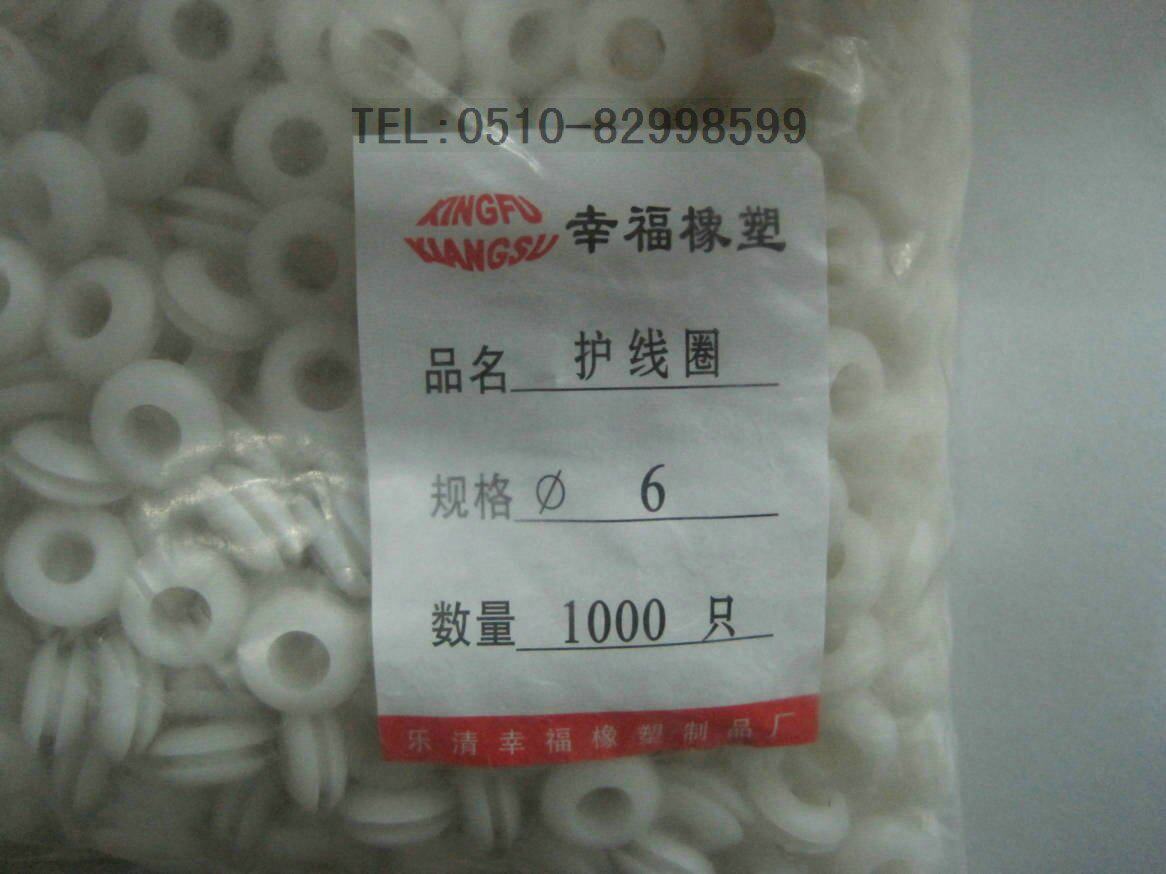 TEL:0510-82998599
XINGFU
XIANGSU
幸福橡塑
品名 护线圈
规格 ∅ 6
数量 1000 只
乐清幸福橡塑制品厂